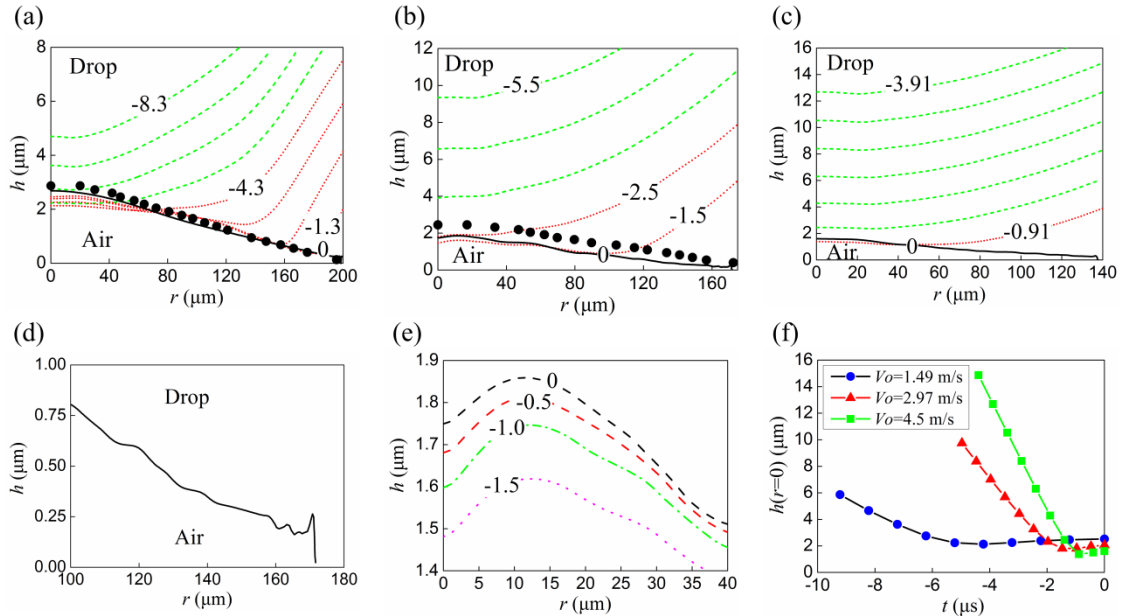 (a)
8
6
4
2
0
h (μm)
Drop
-8.3
-4.3
-1.3
0
Air
0 40 80 120 160 200
r (μm)
(b)
12
10
8
6
4
2
0
h (μm)
Drop
-5.5
-2.5
-1.5
0
Air
0 40 80 120 160
r (μm)
(c)
16
14
12
10
8
6
4
2
0
h (μm)
Drop
-3.91
-0.91
0
Air
0 20 40 60 80 100 120 140
r (μm)
(d)
1.00
0.75
0.50
0.25
0.00
h (μm)
Drop
Air
100 120 140 160 180
r (μm)
(e)
1.9
1.8
1.7
1.6
1.5
1.4
h (μm)
0
-0.5
-1.0
-1.5
0 5 10 15 20 25 30 35 40
r (μm)
(f)
16
14
12
10
8
6
4
2
0
h(r=0) (μm)
Vo=1.49 m/s
Vo=2.97 m/s
Vo=4.5 m/s
-10 -8 -6 -4 -2 0
t (μs)